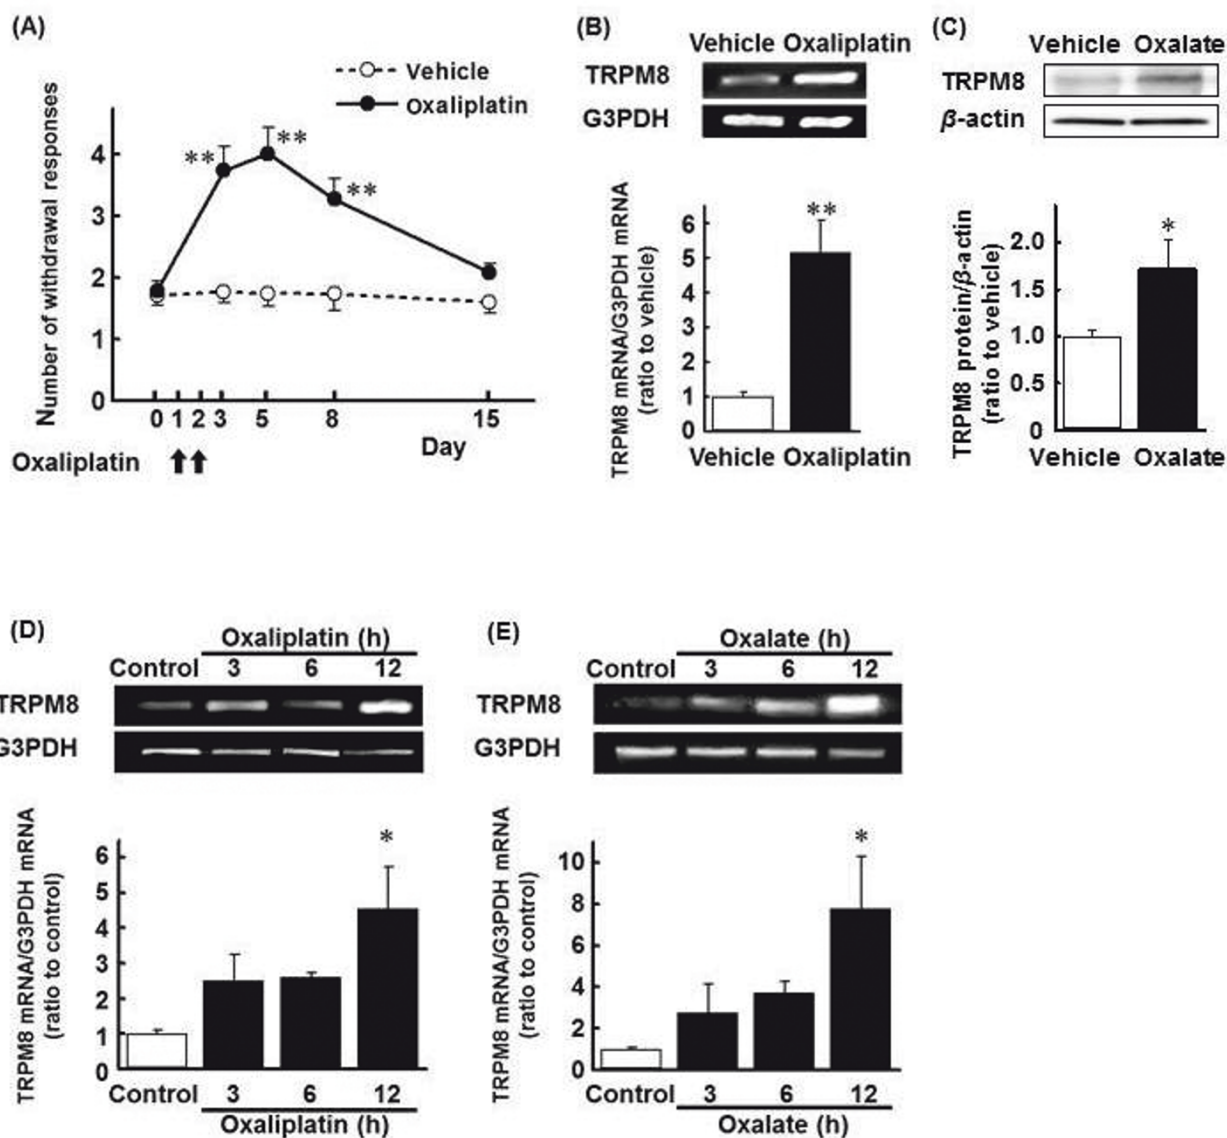 (A)
Vehicle
Oxaliplatin
Number of withdrawal responses
4
3
2
1
0
**
**
**
0 1 2 3 5 8 15
Day
Oxaliplatin
(B)
Vehicle Oxaliplatin
TRPM8
G3PDH
TRPM8 mRNA/G3PDH mRNA
(ratio to vehicle)
6
5
4
3
2
1
0
**
Vehicle Oxaliplatin
(C)
Vehicle Oxalate
TRPM8
β-actin
TRPM8 protein/β-actin
(ratio to vehicle)
2.0
1.5
1.0
0.5
0
*
Vehicle Oxalate
(D)
Oxaliplatin (h)
Control 3 6 12
TRPM8
G3PDH
TRPM8 mRNA/G3PDH mRNA
(ratio to control)
6
5
4
3
2
1
0
*
Control 3 6 12
Oxaliplatin (h)
(E)
Oxalate (h)
Control 3 6 12
TRPM8
G3PDH
TRPM8 mRNA/G3PDH mRNA
(ratio to control)
10
8
6
4
2
0
*
Control 3 6 12
Oxalate (h)